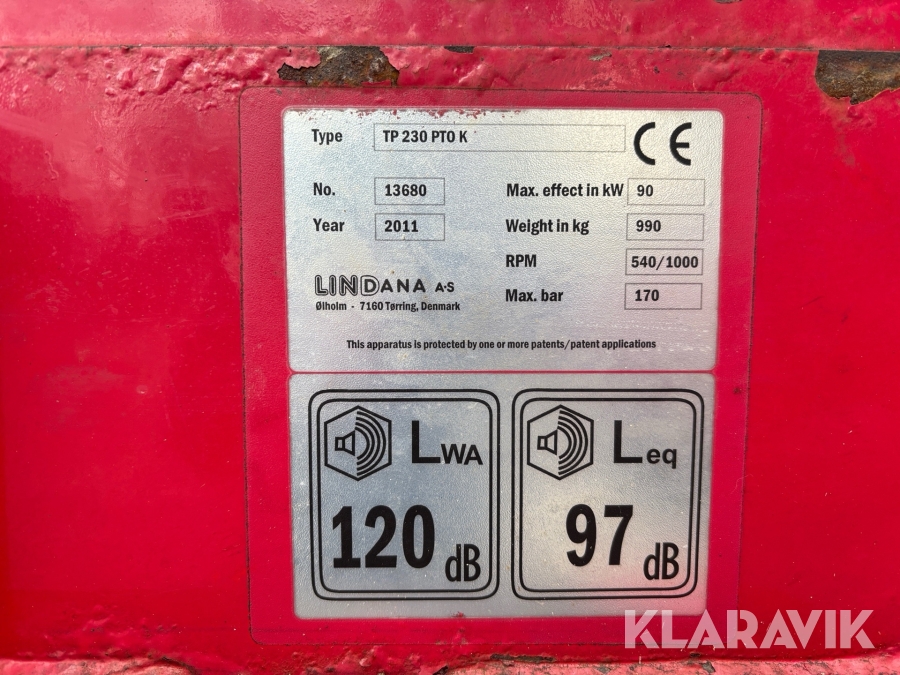 Type TP 230 PTO K CE
No. 13680 Max. effect in kW 90
Year 2011 Weight in kg 990
RPM 540/1000
LINDANA A·S
Max. bar 170
Ølholm - 7160 Tørring, Denmark
This apparatus is protected by one or more patents/patent applications
LWA Leq
120 dB 97 dB
KLARAVIK